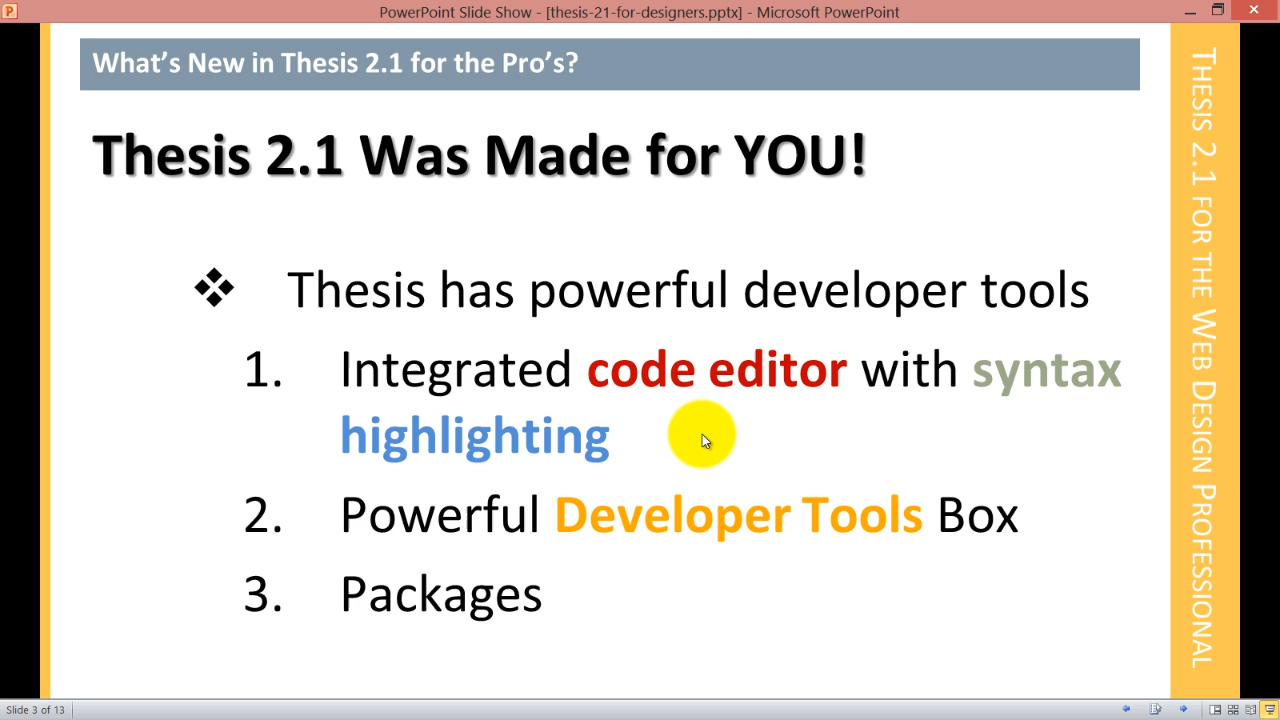 PowerPoint Slide Show - [thesis-21-for-designers.pptx] - Microsoft PowerPoint
What's New in Thesis 2.1 for the Pro's?
Thesis 2.1 Was Made for YOU!
❖ Thesis has powerful developer tools
1. Integrated code editor with syntax
highlighting
2. Powerful Developer Tools Box
3. Packages
THESIS 2.1 FOR THE WEB DESIGN PROFESSIONAL
Slide 3 of 13